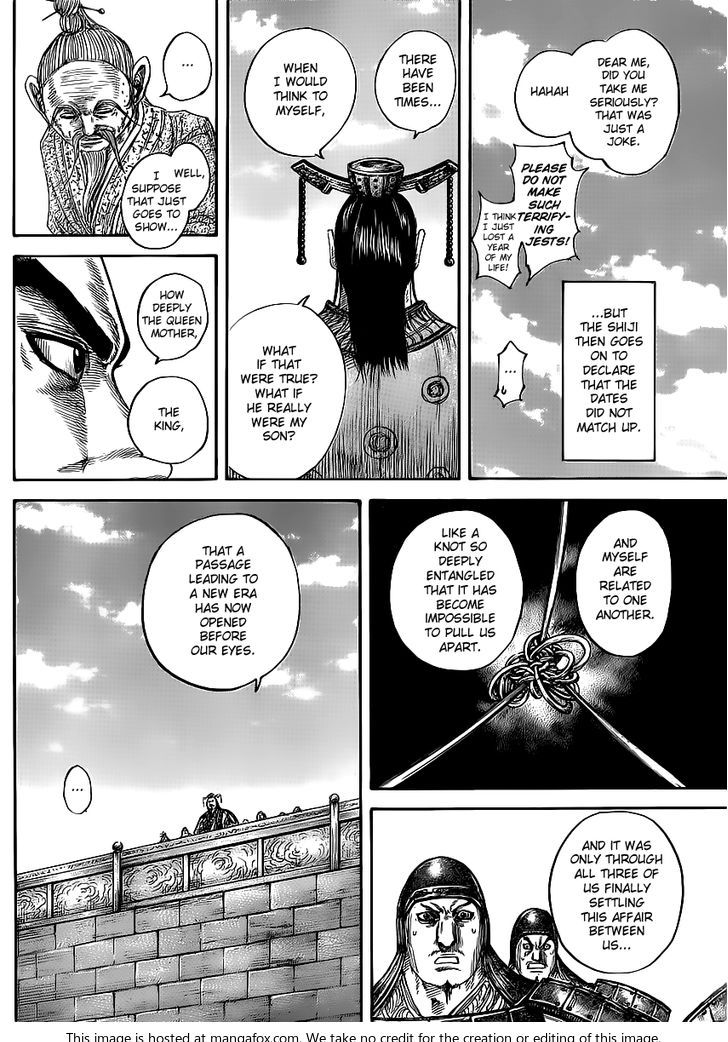 DEAR ME,
DID YOU
TAKE ME
SERIOUSLY?
THAT WAS
JUST A
JOKE.
HAHAH
PLEASE
DO NOT
MAKE
SUCH
TERRIFY-
ING
JESTS!
I THINK
I JUST
LOST A
YEAR
OF MY
LIFE!
...BUT
THE SHIJI
THEN GOES
ON TO
DECLARE
THAT THE
DATES
DID NOT
MATCH UP.
...
THERE
HAVE
BEEN
TIMES...
WHEN
I WOULD
THINK TO
MYSELF,
WHAT
IF THAT
WERE TRUE?
WHAT IF
HE REALLY
WERE MY
SON?
...
WELL, I
SUPPOSE
THAT JUST
GOES TO
SHOW...
HOW
DEEPLY
THE QUEEN
MOTHER,
THE
KING,
AND
MYSELF
ARE
RELATED
TO ONE
ANOTHER.
LIKE A
KNOT SO
DEEPLY
ENTANGLED
THAT IT HAS
BECOME
IMPOSSIBLE
TO PULL US
APART.
AND IT WAS
ONLY THROUGH
ALL THREE OF
US FINALLY
SETTLING
THIS AFFAIR
BETWEEN
US...
THAT A
PASSAGE
LEADING TO
A NEW ERA
HAS NOW
OPENED
BEFORE
OUR EYES.
...
This image is hosted at mangafox.com. We take no credit for the creation or editing of this image.